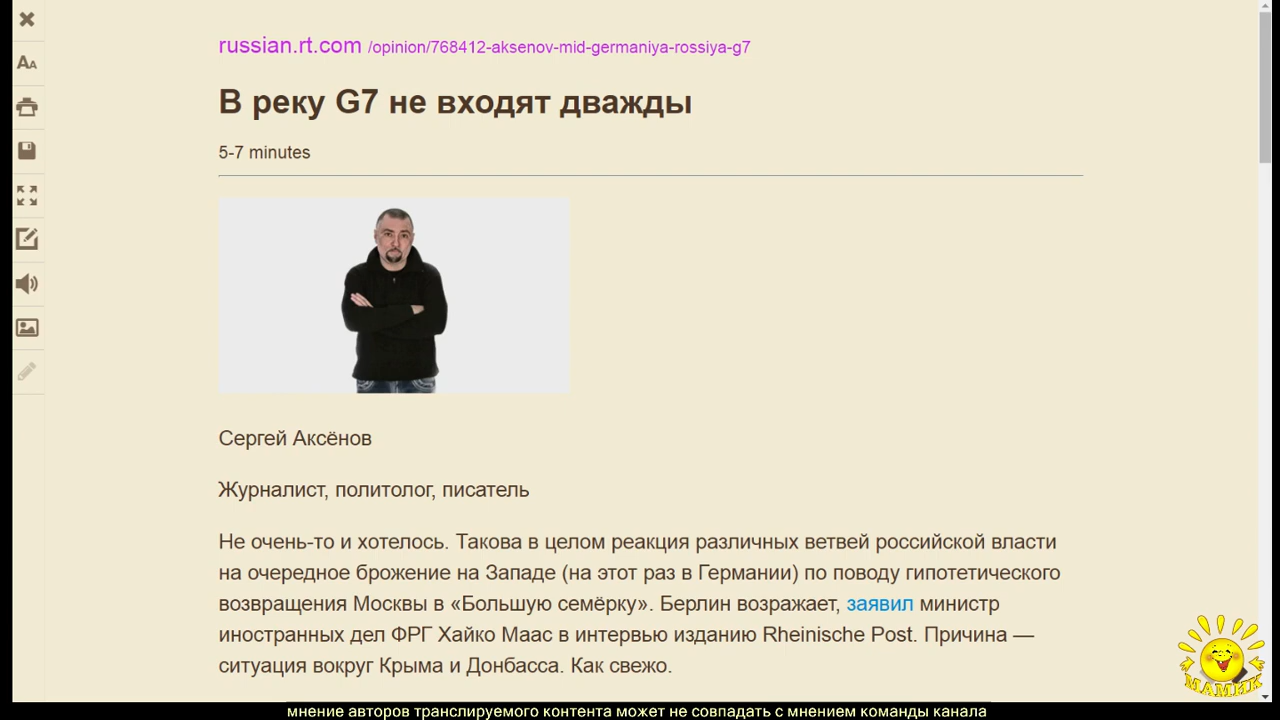 russian.rt.com /opinion/768412-aksenov-mid-germaniya-rossiya-g7
В реку G7 не входят дважды
5-7 minutes
Сергей Аксёнов
Журналист, политолог, писатель
Не очень-то и хотелось. Такова в целом реакция различных ветвей российской власти
на очередное брожение на Западе (на этот раз в Германии) по поводу гипотетического
возвращения Москвы в «Большую семёрку». Берлин возражает, заявил министр
иностранных дел ФРГ Хайко Маас в интервью изданию Rheinische Post. Причина —
ситуация вокруг Крыма и Донбасса. Как свежо.
МАМИК
мнение авторов транслируемого контента может не совпадать с мнением команды канала